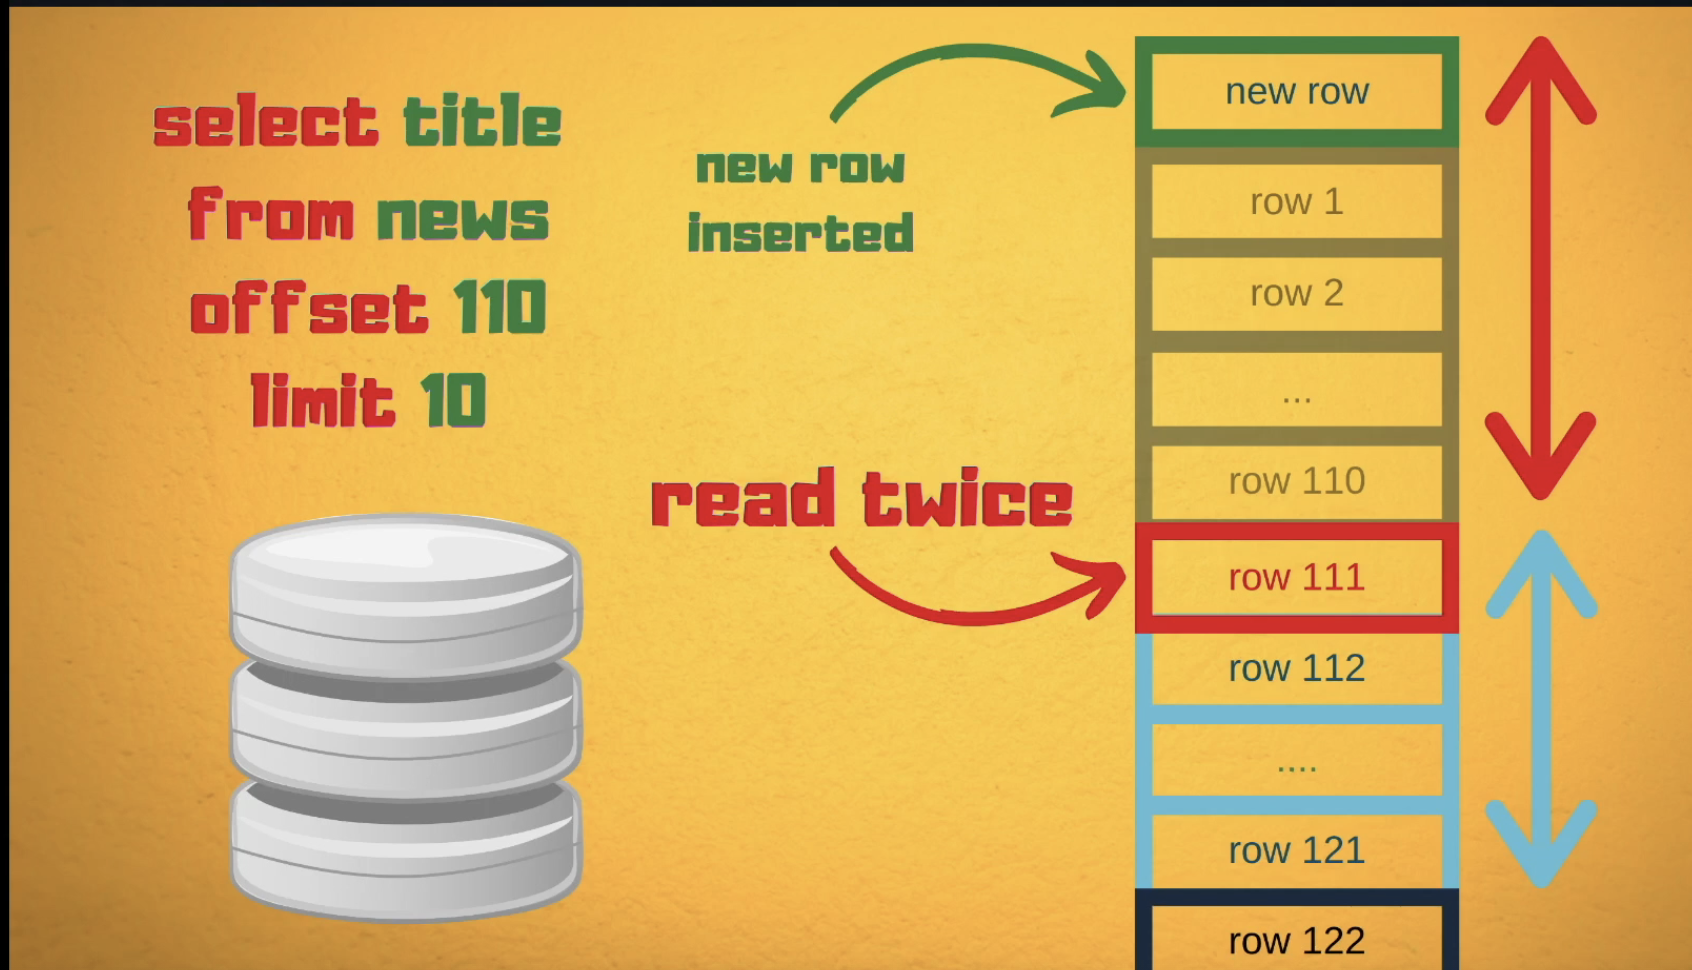 select title
from news
offset 110
limit 10
new row
inserted
read twice
new row
row 1
row 2
...
row 110
row 111
row 112
....
row 121
row 122